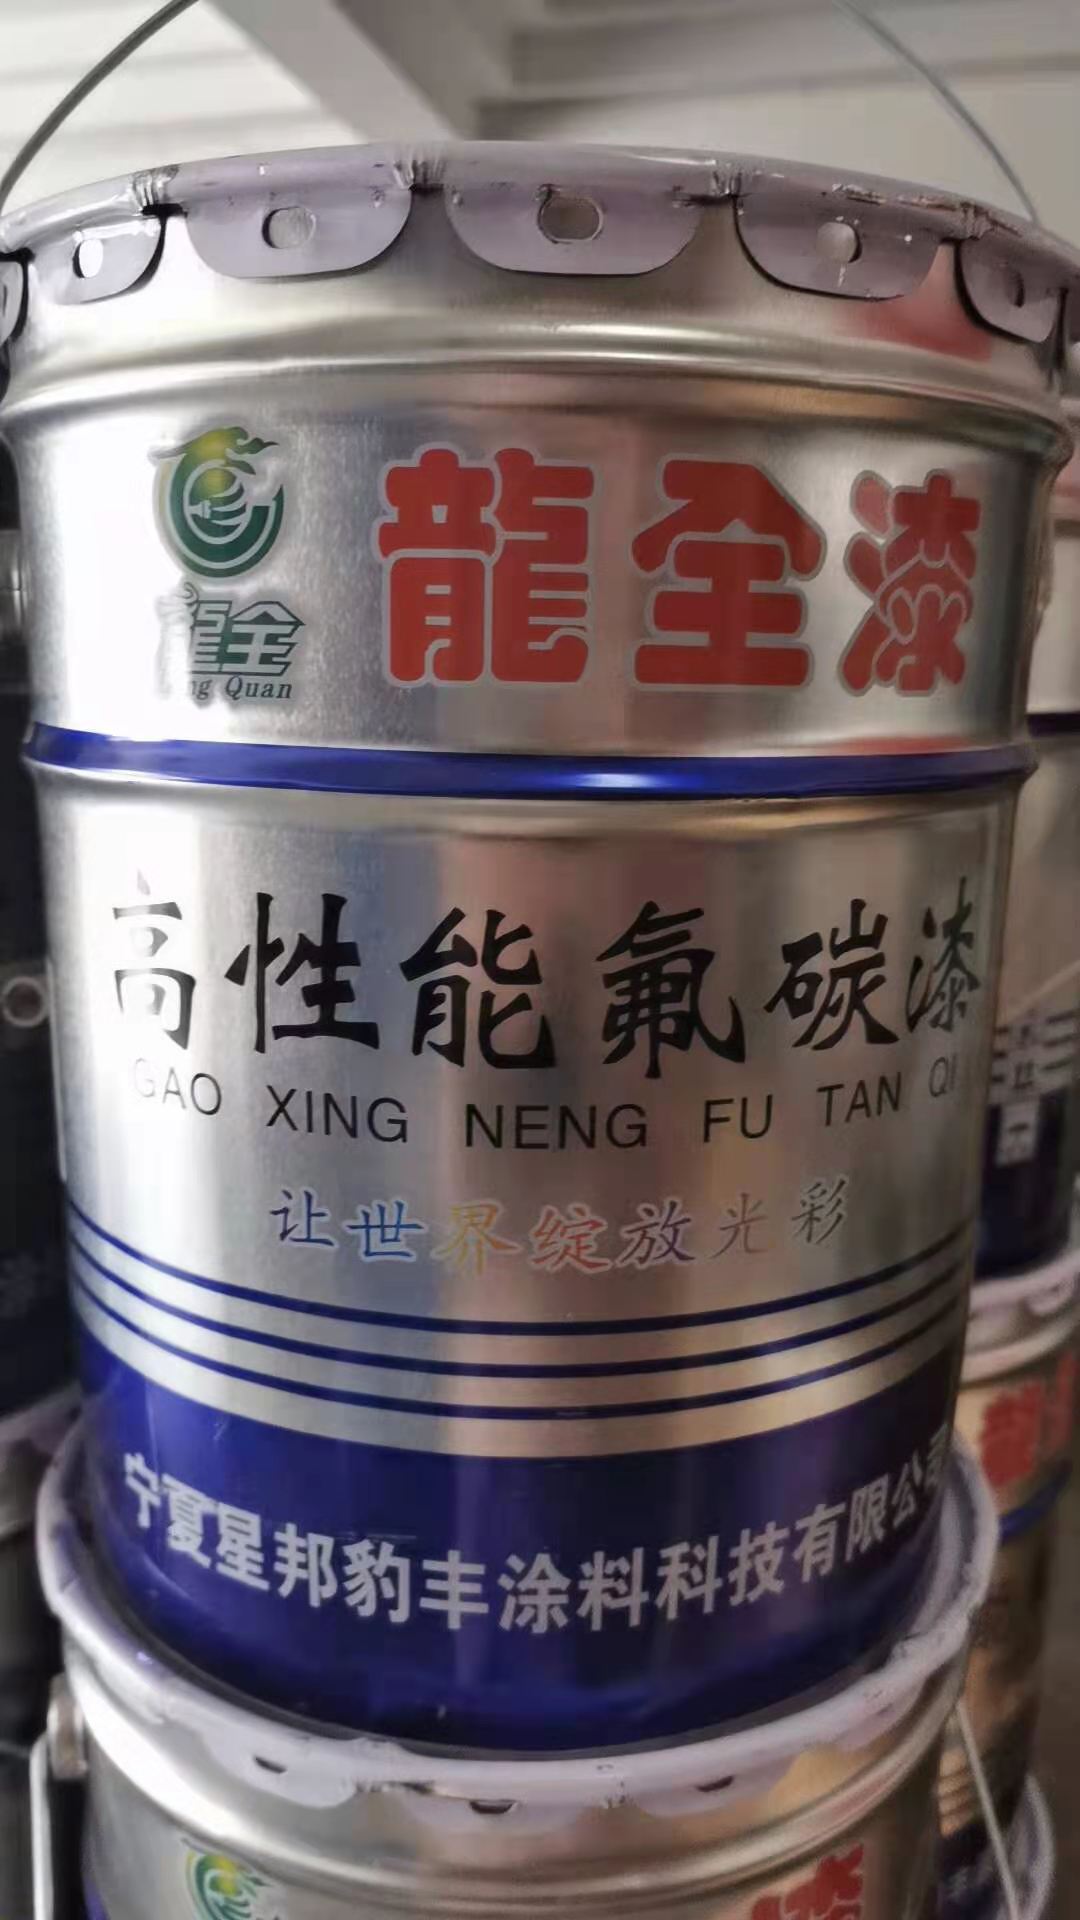 龍全漆
龍全
Long Quan
高性能氟碳漆
GAO XING NENG FU TAN QI
让世界绽放光彩
宁夏星邦豹丰涂料科技有限公司